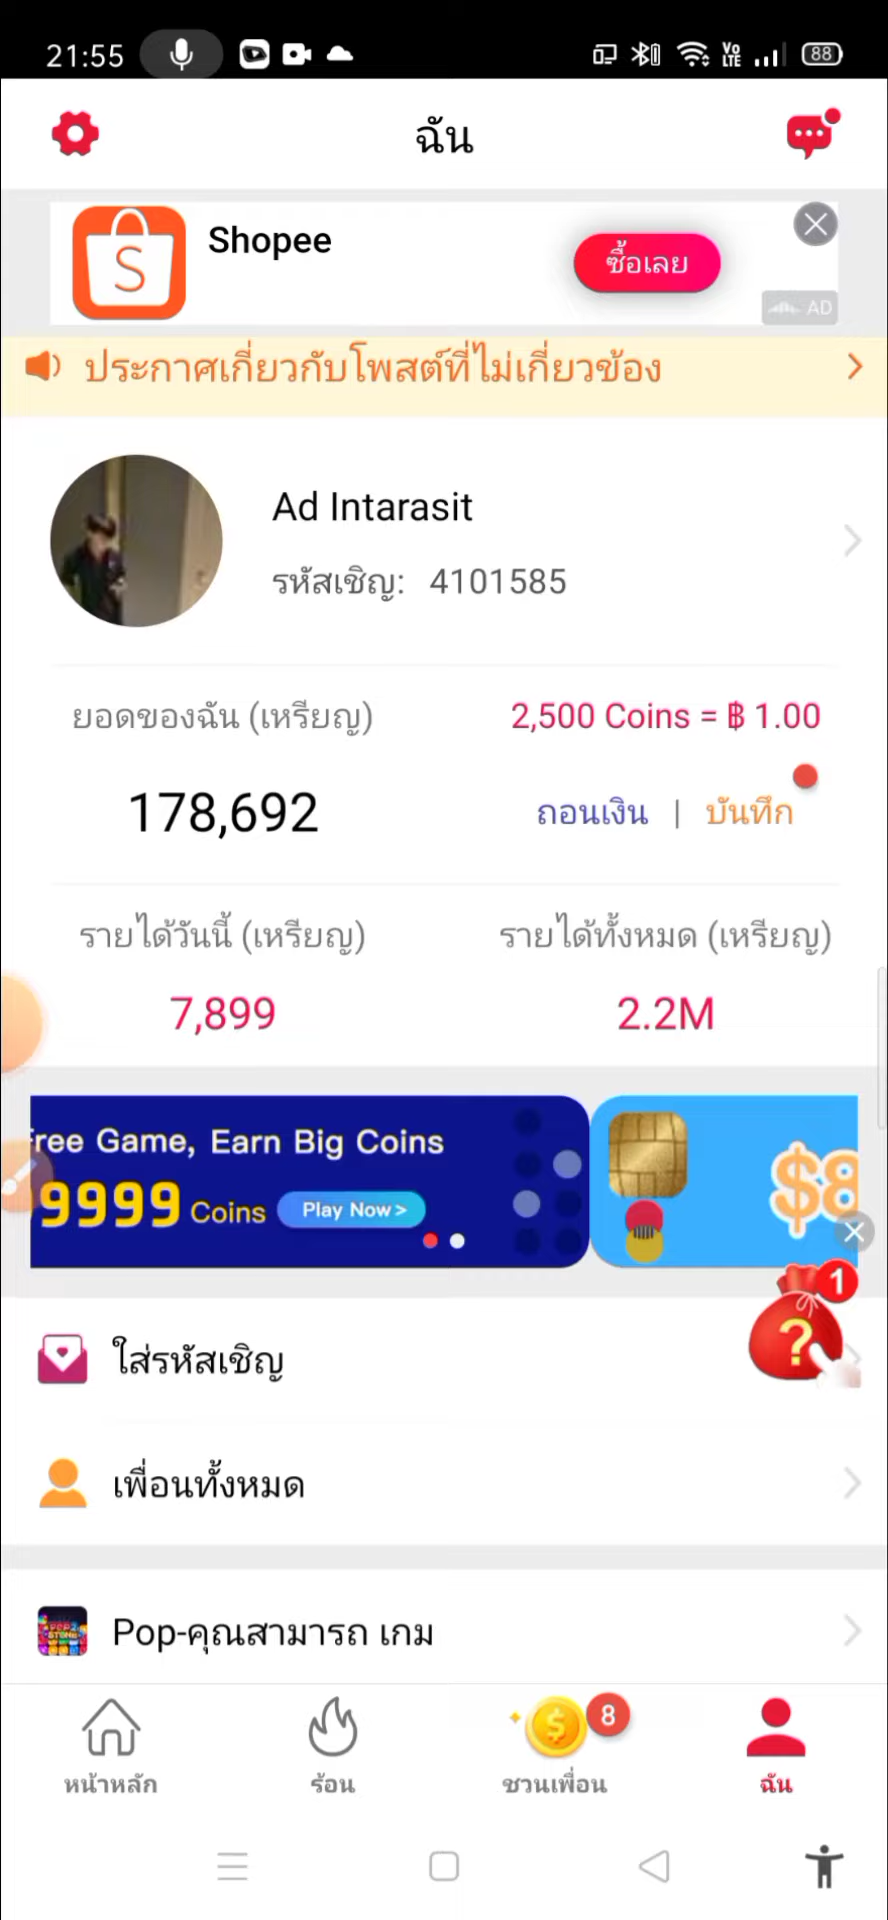 21:55
VO LTE
88
ฉัน
Shopee
ซื้อเลย
AD
ประกาศเกี่ยวกับโพสต์ที่ไม่เกี่ยวข้อง
Ad Intarasit
รหัสเชิญ: 4101585
ยอดของฉัน (เหรียญ)
2,500 Coins = ฿ 1.00
178,692
ถอนเงิน | บันทึก
รายได้วันนี้ (เหรียญ)
รายได้ทั้งหมด (เหรียญ)
7,899
2.2M
Free Game, Earn Big Coins
9999 Coins
Play Now >
$8
1
?
ใส่รหัสเชิญ
เพื่อนทั้งหมด
Pop-คุณสามารถ เกม
8
หน้าหลัก
ร้อน
ชวนเพื่อน
ฉัน